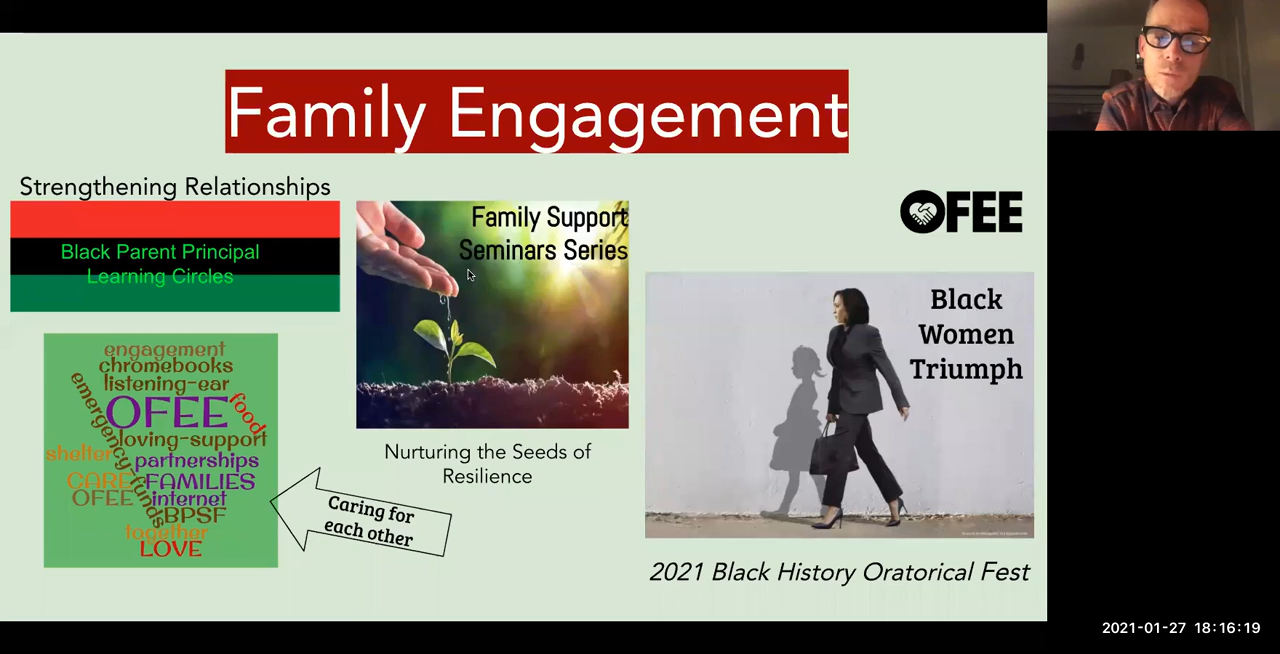 Family Engagement
Strengthening Relationships
Black Parent Principal
Learning Circles
Family Support
Seminars Series
OFEE
Black
Women
Triumph
engagement
chromebooks
listening-ear
OFEE
food
emergency-funds
loving-support
shelter
partnerships
CARE
FAMILIES
OFEE
internet
BPSF
together
LOVE
Nurturing the Seeds of
Resilience
Caring for
each other
2021 Black History Oratorical Fest
2021-01-27 18:16:19